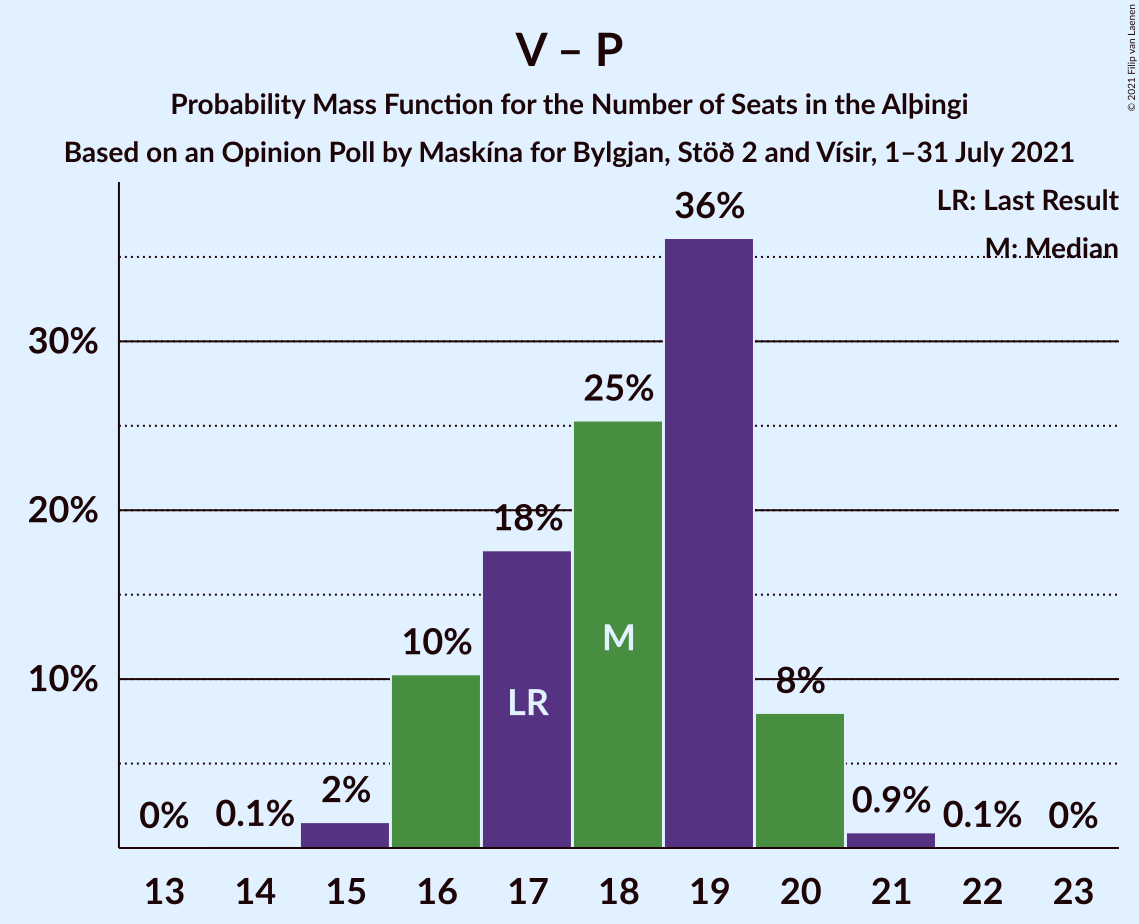 V – P
Probability Mass Function for the Number of Seats in the Alþingi
Based on an Opinion Poll by Maskína for Bylgjan, Stöð 2 and Vísir, 1–31 July 2021
© 2021 Filip van Laenen
LR: Last Result
M: Median
36%
30%
25%
20%
18%
M
10%
10%
8%
LR
2%
0.9%
0%
0.1%
0.1%
0%
13 14 15 16 17 18 19 20 21 22 23